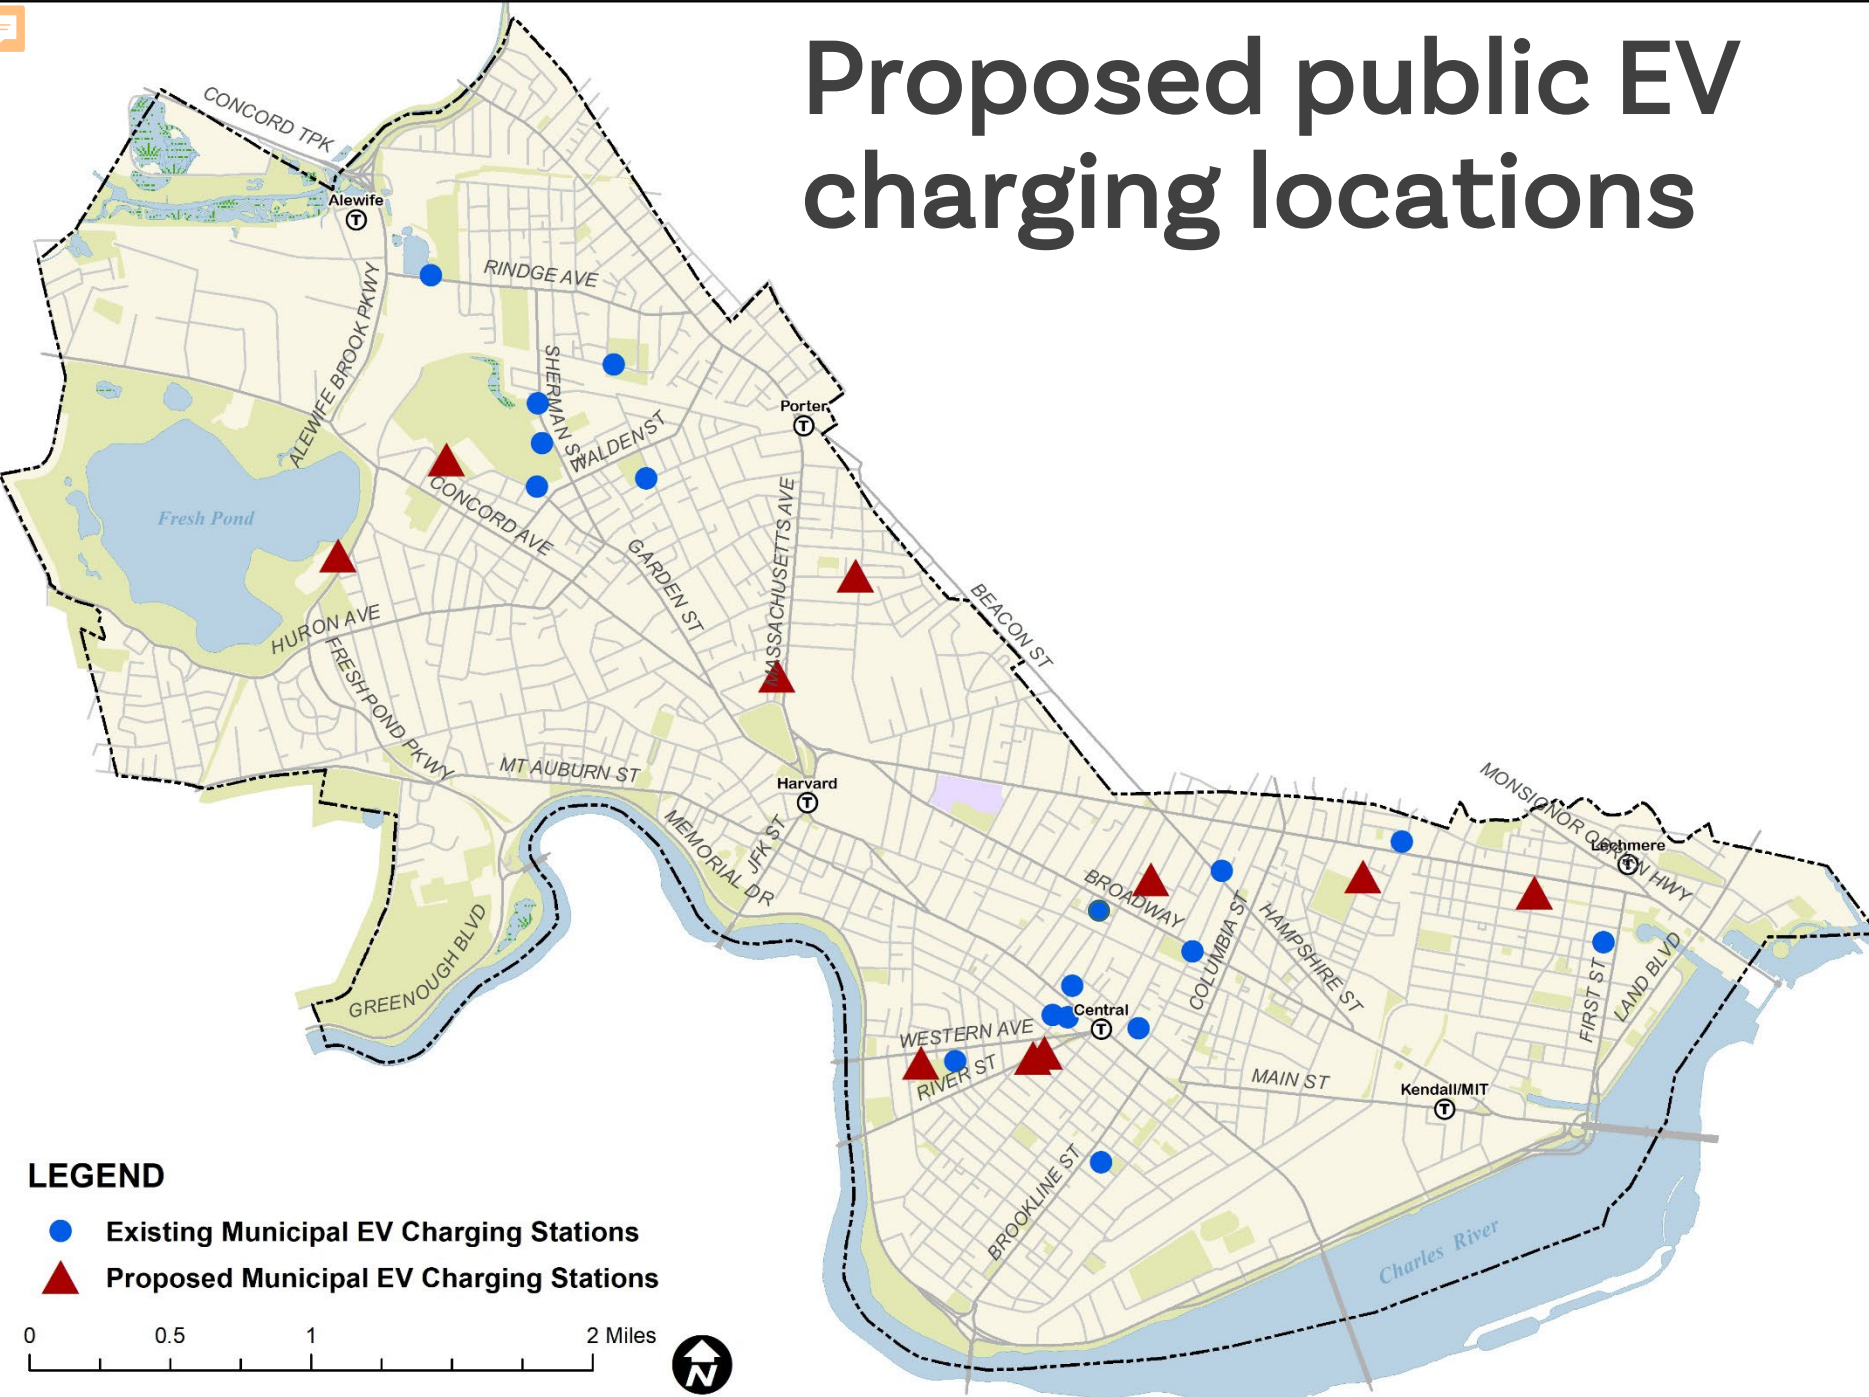 Proposed public EV
charging locations
CONCORD TPK
Alewife
T
RINDGE AVE
ALEWIFE BROOK PKWY
SHERMAN ST
WALDEN ST
Porter
T
CONCORD AVE
Fresh Pond
GARDEN ST
MASSACHUSETTS AVE
BEACON ST
HURON AVE
FRESH POND PKWY
MT AUBURN ST
Harvard
T
MEMORIAL DR
JFK ST
MONSIGNOR OBRIEN HWY
Lechmere
T
BROADWAY
COLUMBIA ST
HAMPSHIRE ST
GREENOUGH BLVD
FIRST ST
LAND BLVD
Central
T
WESTERN AVE
RIVER ST
MAIN ST
Kendall/MIT
T
BROOKLINE ST
Charles River
LEGEND
Existing Municipal EV Charging Stations
Proposed Municipal EV Charging Stations
0 0.5 1 2 Miles
N